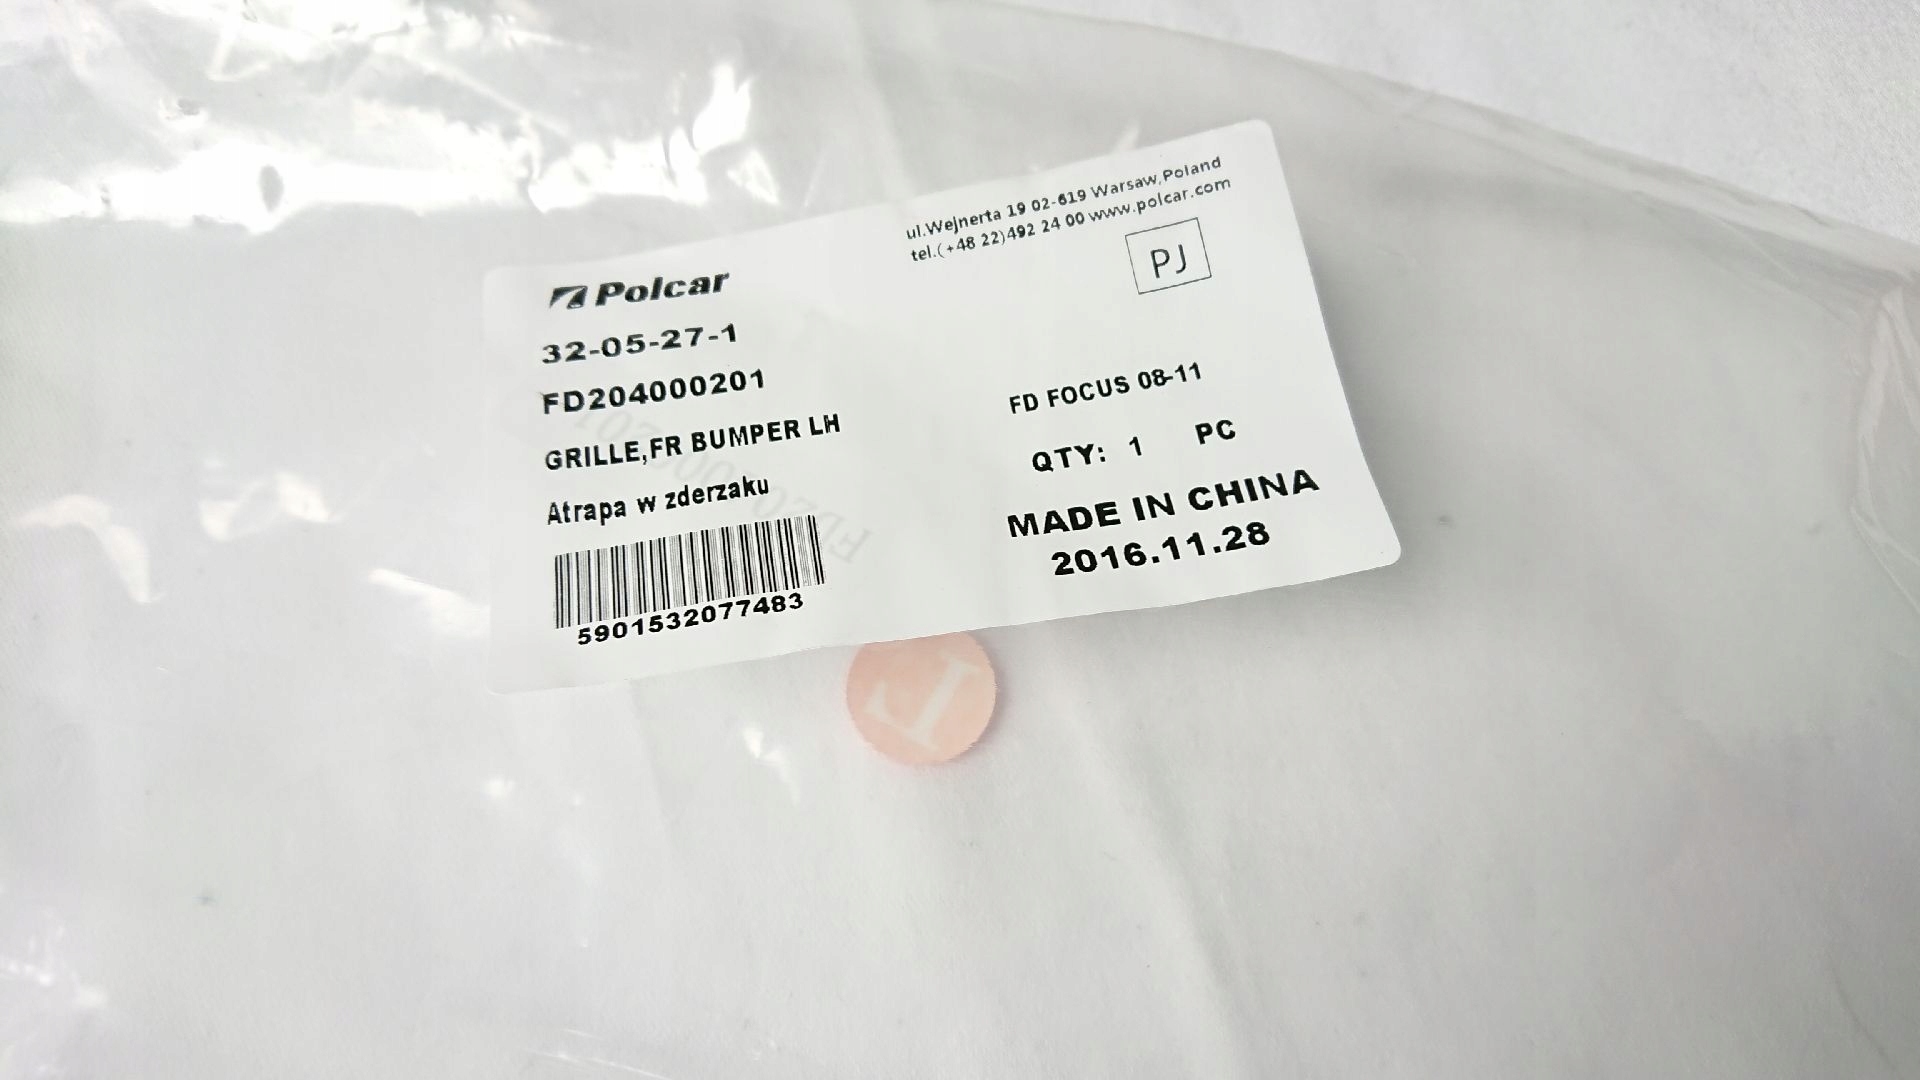 ul.Wejnerta 19 02-619 Warsaw,Poland
tel.(+48 22)492 24 00 www.polcar.com
PJ
Polcar
32-05-27-1
FD204000201
GRILLE,FR BUMPER LH
Atrapa w zderzaku
5901532077483
FD FOCUS 08-11
QTY: 1 PC
MADE IN CHINA
2016.11.28
L